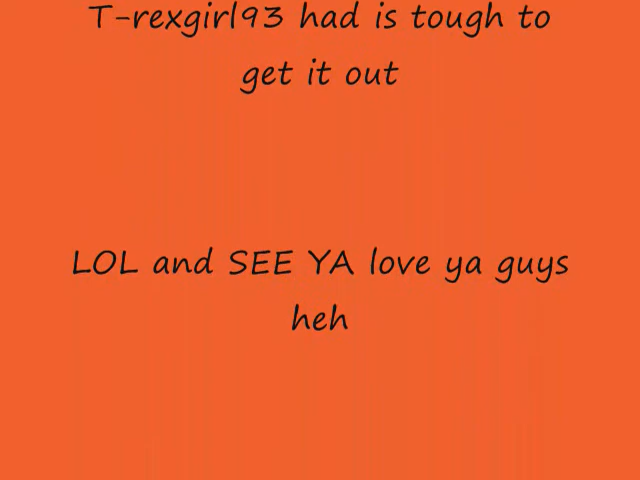 T-rexgirl93 had is tough to
get it out
LOL and SEE YA love ya guys
heh